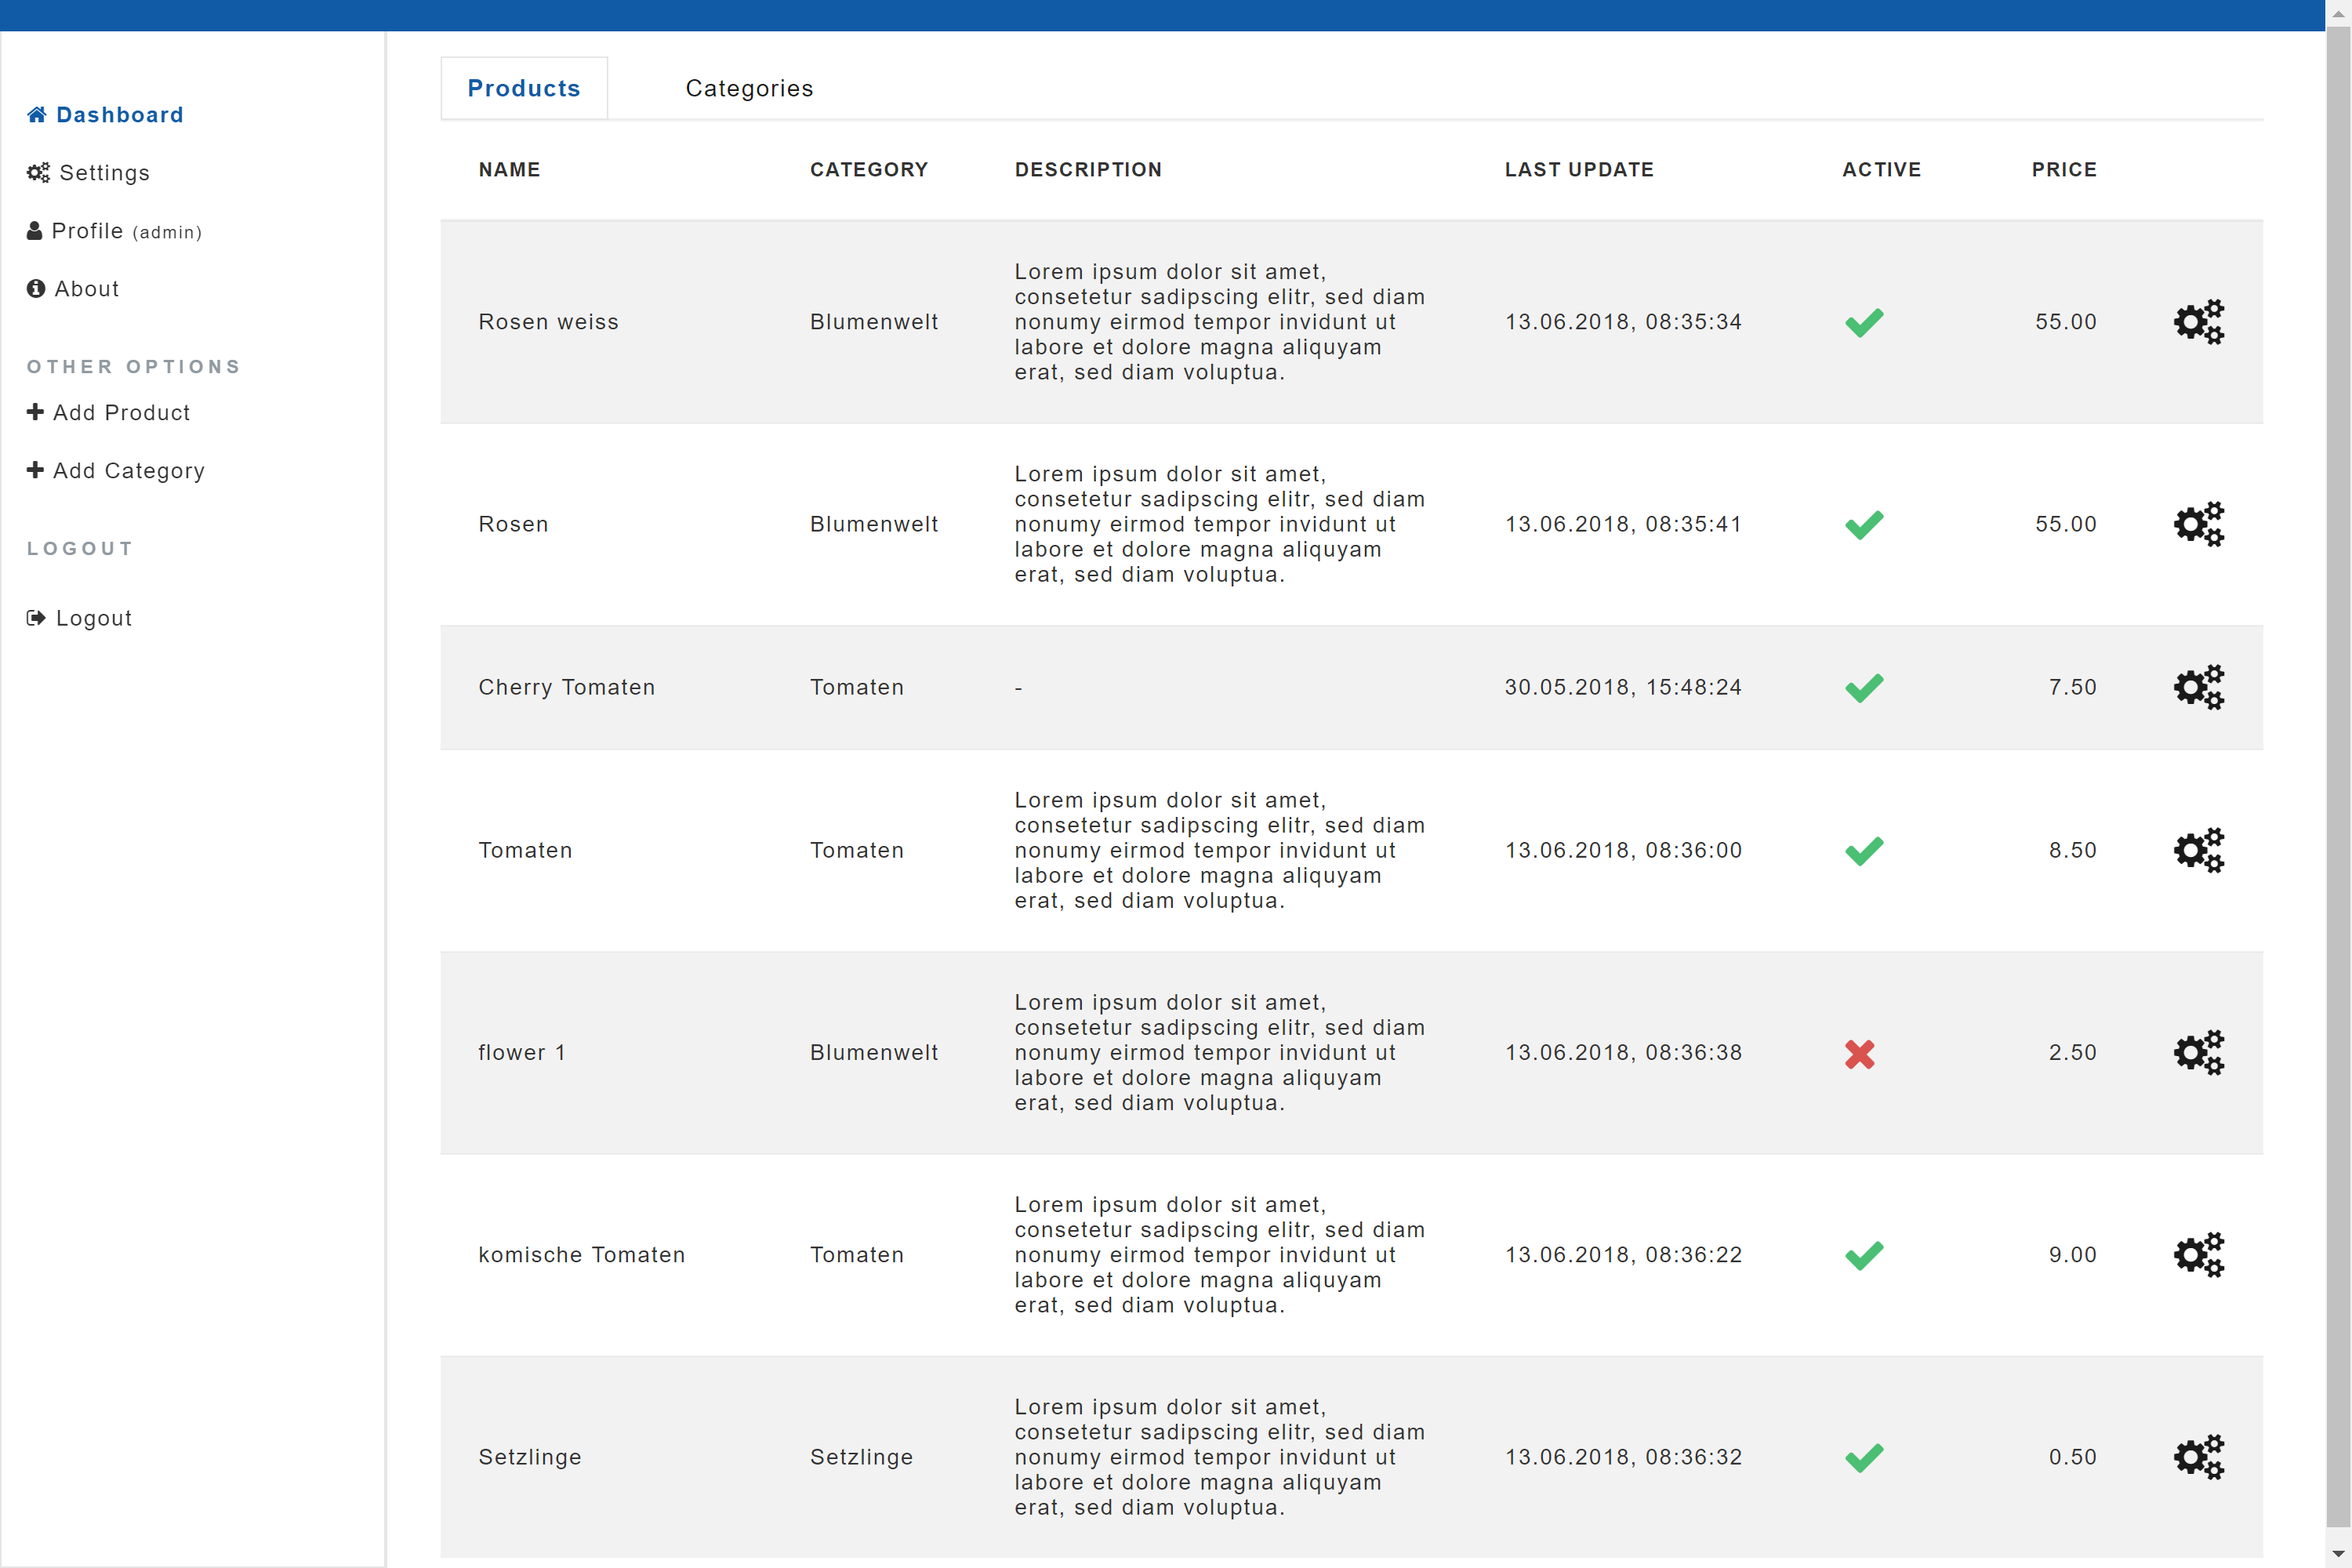 Dashboard
Settings
Profile (admin)
About
OTHER OPTIONS
Add Product
Add Category
LOGOUT
Logout
Products Categories
NAME CATEGORY DESCRIPTION LAST UPDATE ACTIVE PRICE
Rosen weiss Blumenwelt Lorem ipsum dolor sit amet,
consetetur sadipscing elitr, sed diam
nonumy eirmod tempor invidunt ut
labore et dolore magna aliquyam
erat, sed diam voluptua. 13.06.2018, 08:35:34 55.00
Rosen Blumenwelt Lorem ipsum dolor sit amet,
consetetur sadipscing elitr, sed diam
nonumy eirmod tempor invidunt ut
labore et dolore magna aliquyam
erat, sed diam voluptua. 13.06.2018, 08:35:41 55.00
Cherry Tomaten Tomaten - 30.05.2018, 15:48:24 7.50
Tomaten Tomaten Lorem ipsum dolor sit amet,
consetetur sadipscing elitr, sed diam
nonumy eirmod tempor invidunt ut
labore et dolore magna aliquyam
erat, sed diam voluptua. 13.06.2018, 08:36:00 8.50
flower 1 Blumenwelt Lorem ipsum dolor sit amet,
consetetur sadipscing elitr, sed diam
nonumy eirmod tempor invidunt ut
labore et dolore magna aliquyam
erat, sed diam voluptua. 13.06.2018, 08:36:38 2.50
komische Tomaten Tomaten Lorem ipsum dolor sit amet,
consetetur sadipscing elitr, sed diam
nonumy eirmod tempor invidunt ut
labore et dolore magna aliquyam
erat, sed diam voluptua. 13.06.2018, 08:36:22 9.00
Setzlinge Setzlinge Lorem ipsum dolor sit amet,
consetetur sadipscing elitr, sed diam
nonumy eirmod tempor invidunt ut
labore et dolore magna aliquyam
erat, sed diam voluptua. 13.06.2018, 08:36:32 0.50